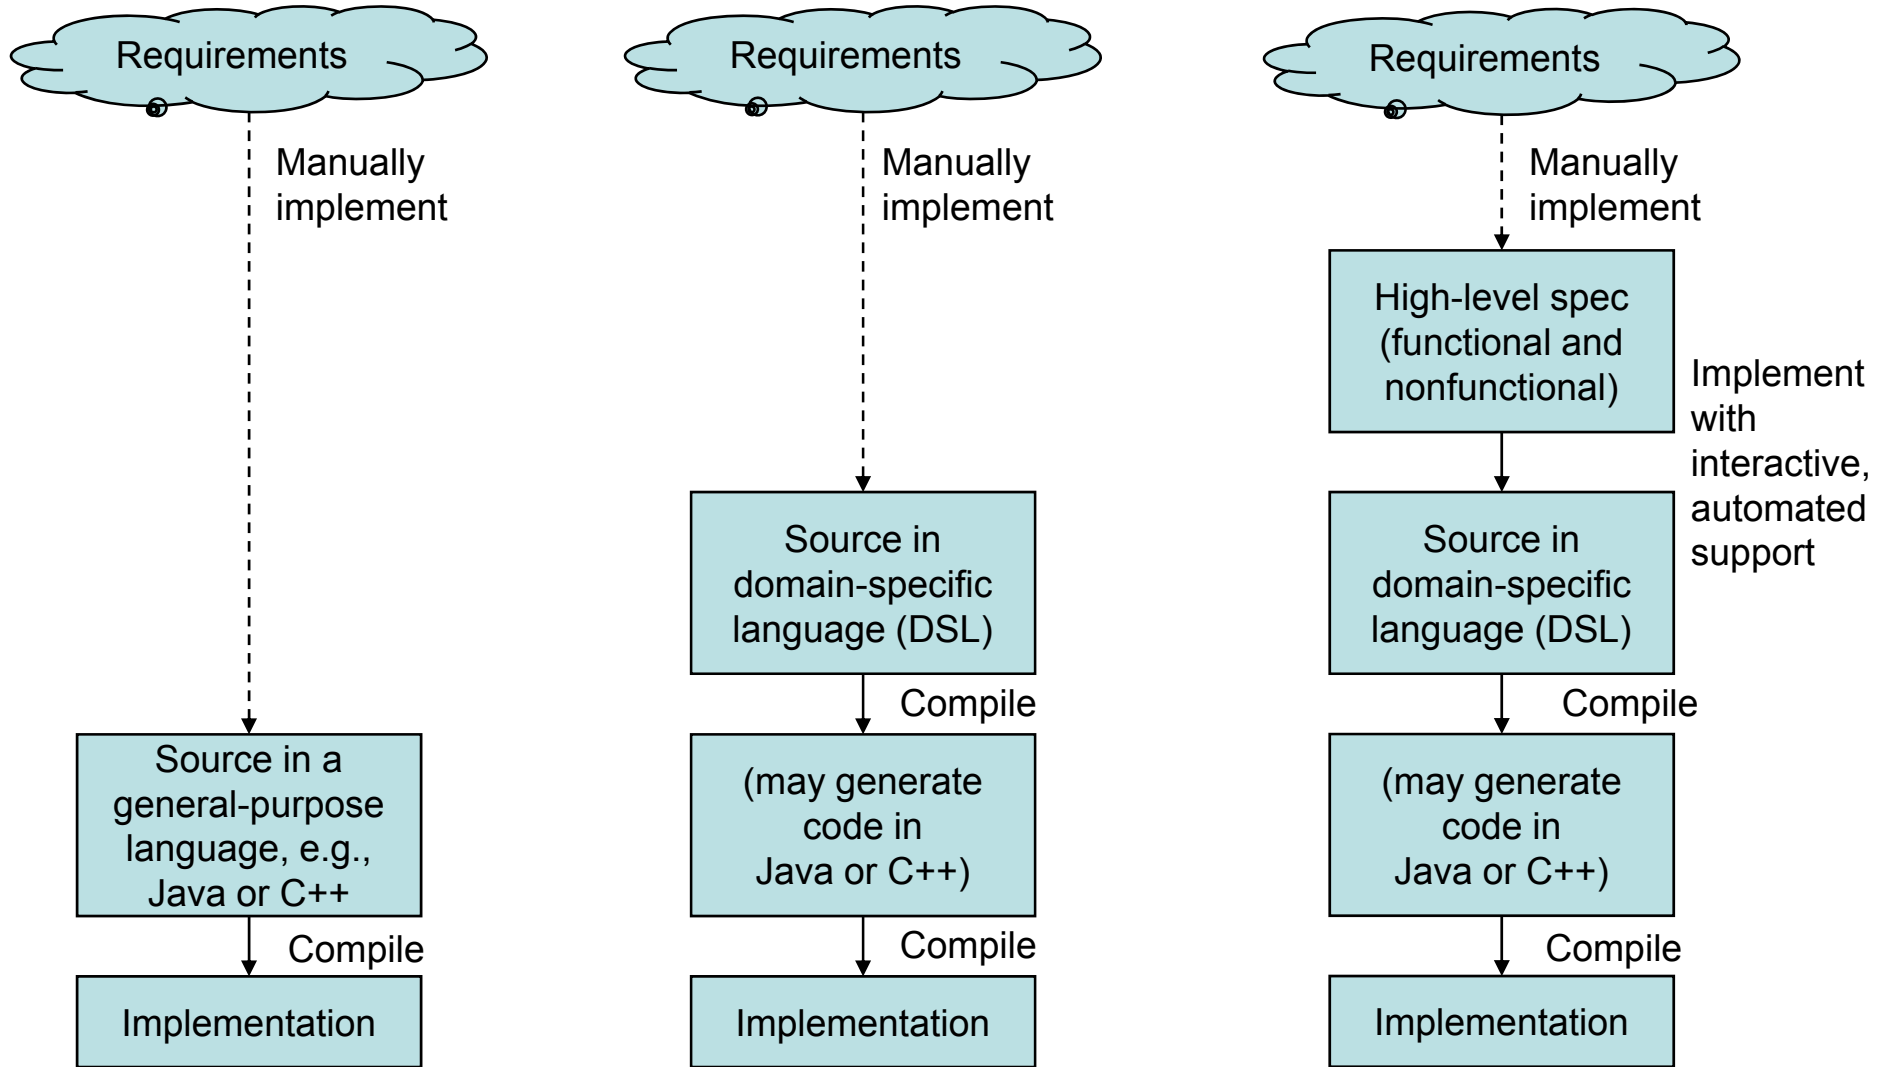 Requirements
Manually
implement
Source in a
general-purpose
language, e.g.,
Java or C++
Compile
Implementation
Requirements
Manually
implement
Source in
domain-specific
language (DSL)
Compile
(may generate
code in
Java or C++)
Compile
Implementation
Requirements
Manually
implement
High-level spec
(functional and
nonfunctional)
Implement
with
interactive,
automated
support
Source in
domain-specific
language (DSL)
Compile
(may generate
code in
Java or C++)
Compile
Implementation